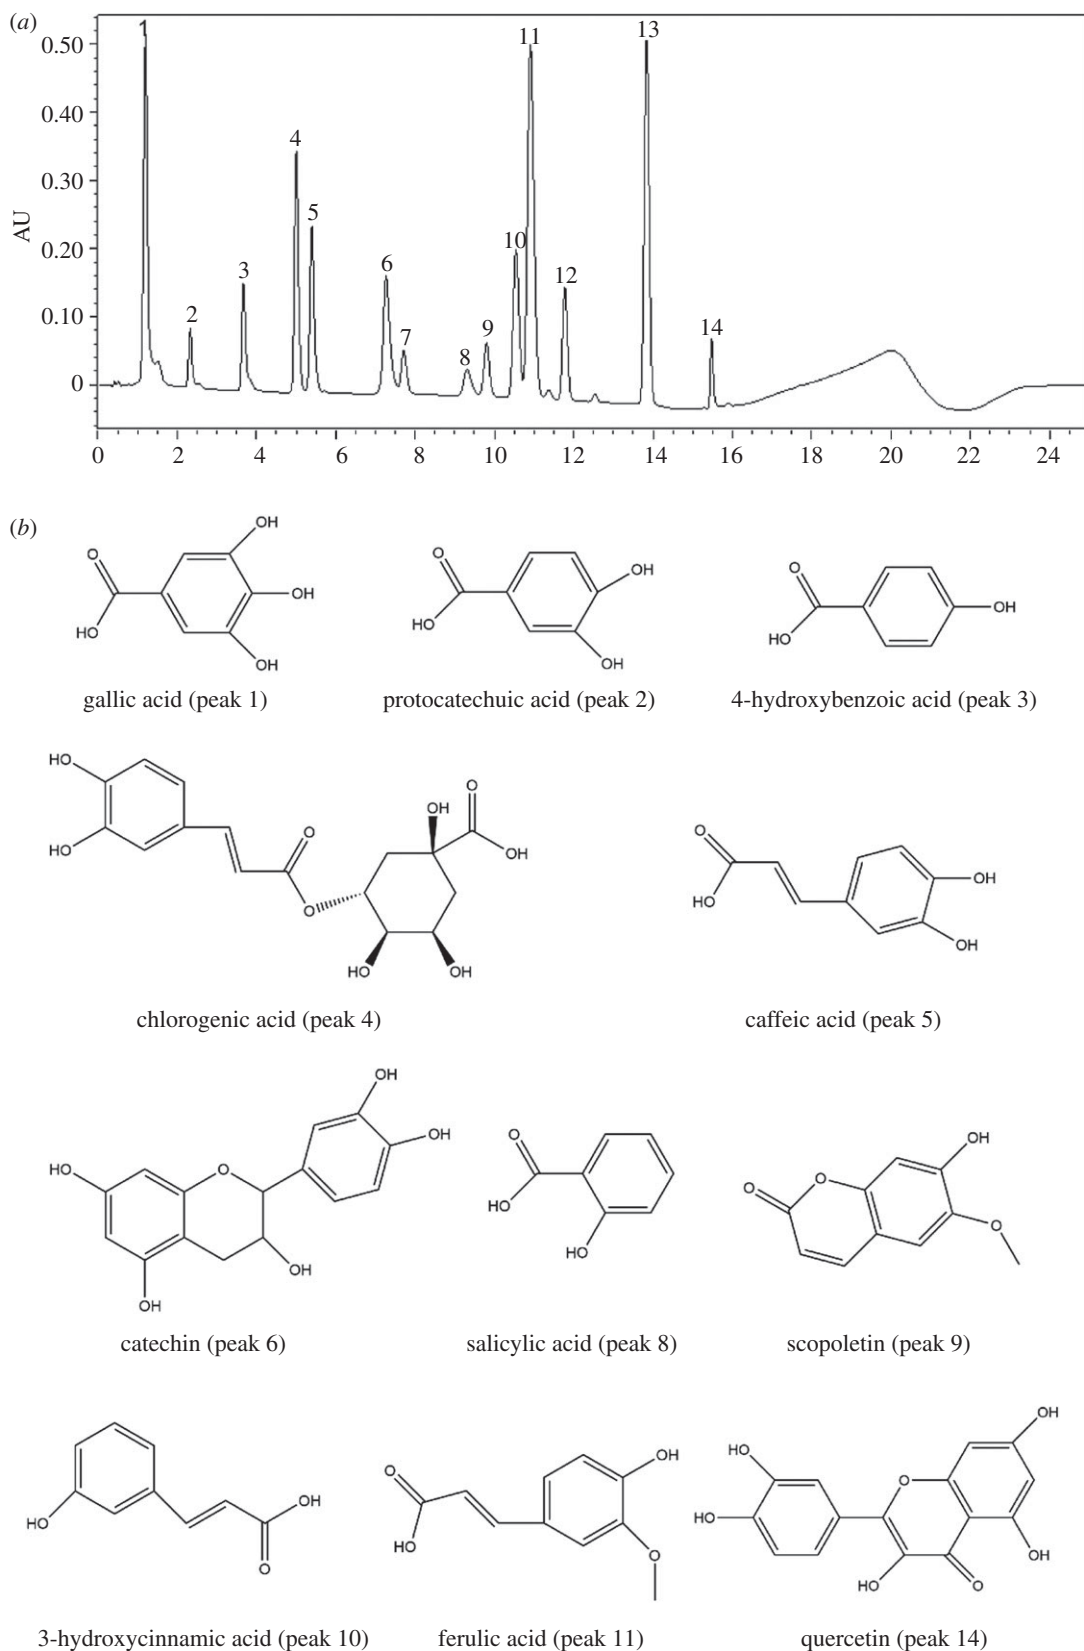 (a)
0.50
0.40
0.30
0.20
0.10
0
AU
1
2
3
4
5
6
7
8
9
10
11
12
13
14
0 2 4 6 8 10 12 14 16 18 20 22 24
(b)
O
HO
OH
OH
OH
O
HO
OH
OH
O
HO
OH
gallic acid (peak 1)
protocatechuic acid (peak 2)
4-hydroxybenzoic acid (peak 3)
HO
HO
O
O
OH
O
OH
HO
OH
O
HO
OH
OH
chlorogenic acid (peak 4)
caffeic acid (peak 5)
HO
O
OH
OH
OH
OH
O
HO
HO
O
O
OH
O
catechin (peak 6)
salicylic acid (peak 8)
scopoletin (peak 9)
HO
OH
O
O
HO
OH
O
HO
HO
O
OH
OH
HO
O
3-hydroxycinnamic acid (peak 10)
ferulic acid (peak 11)
quercetin (peak 14)